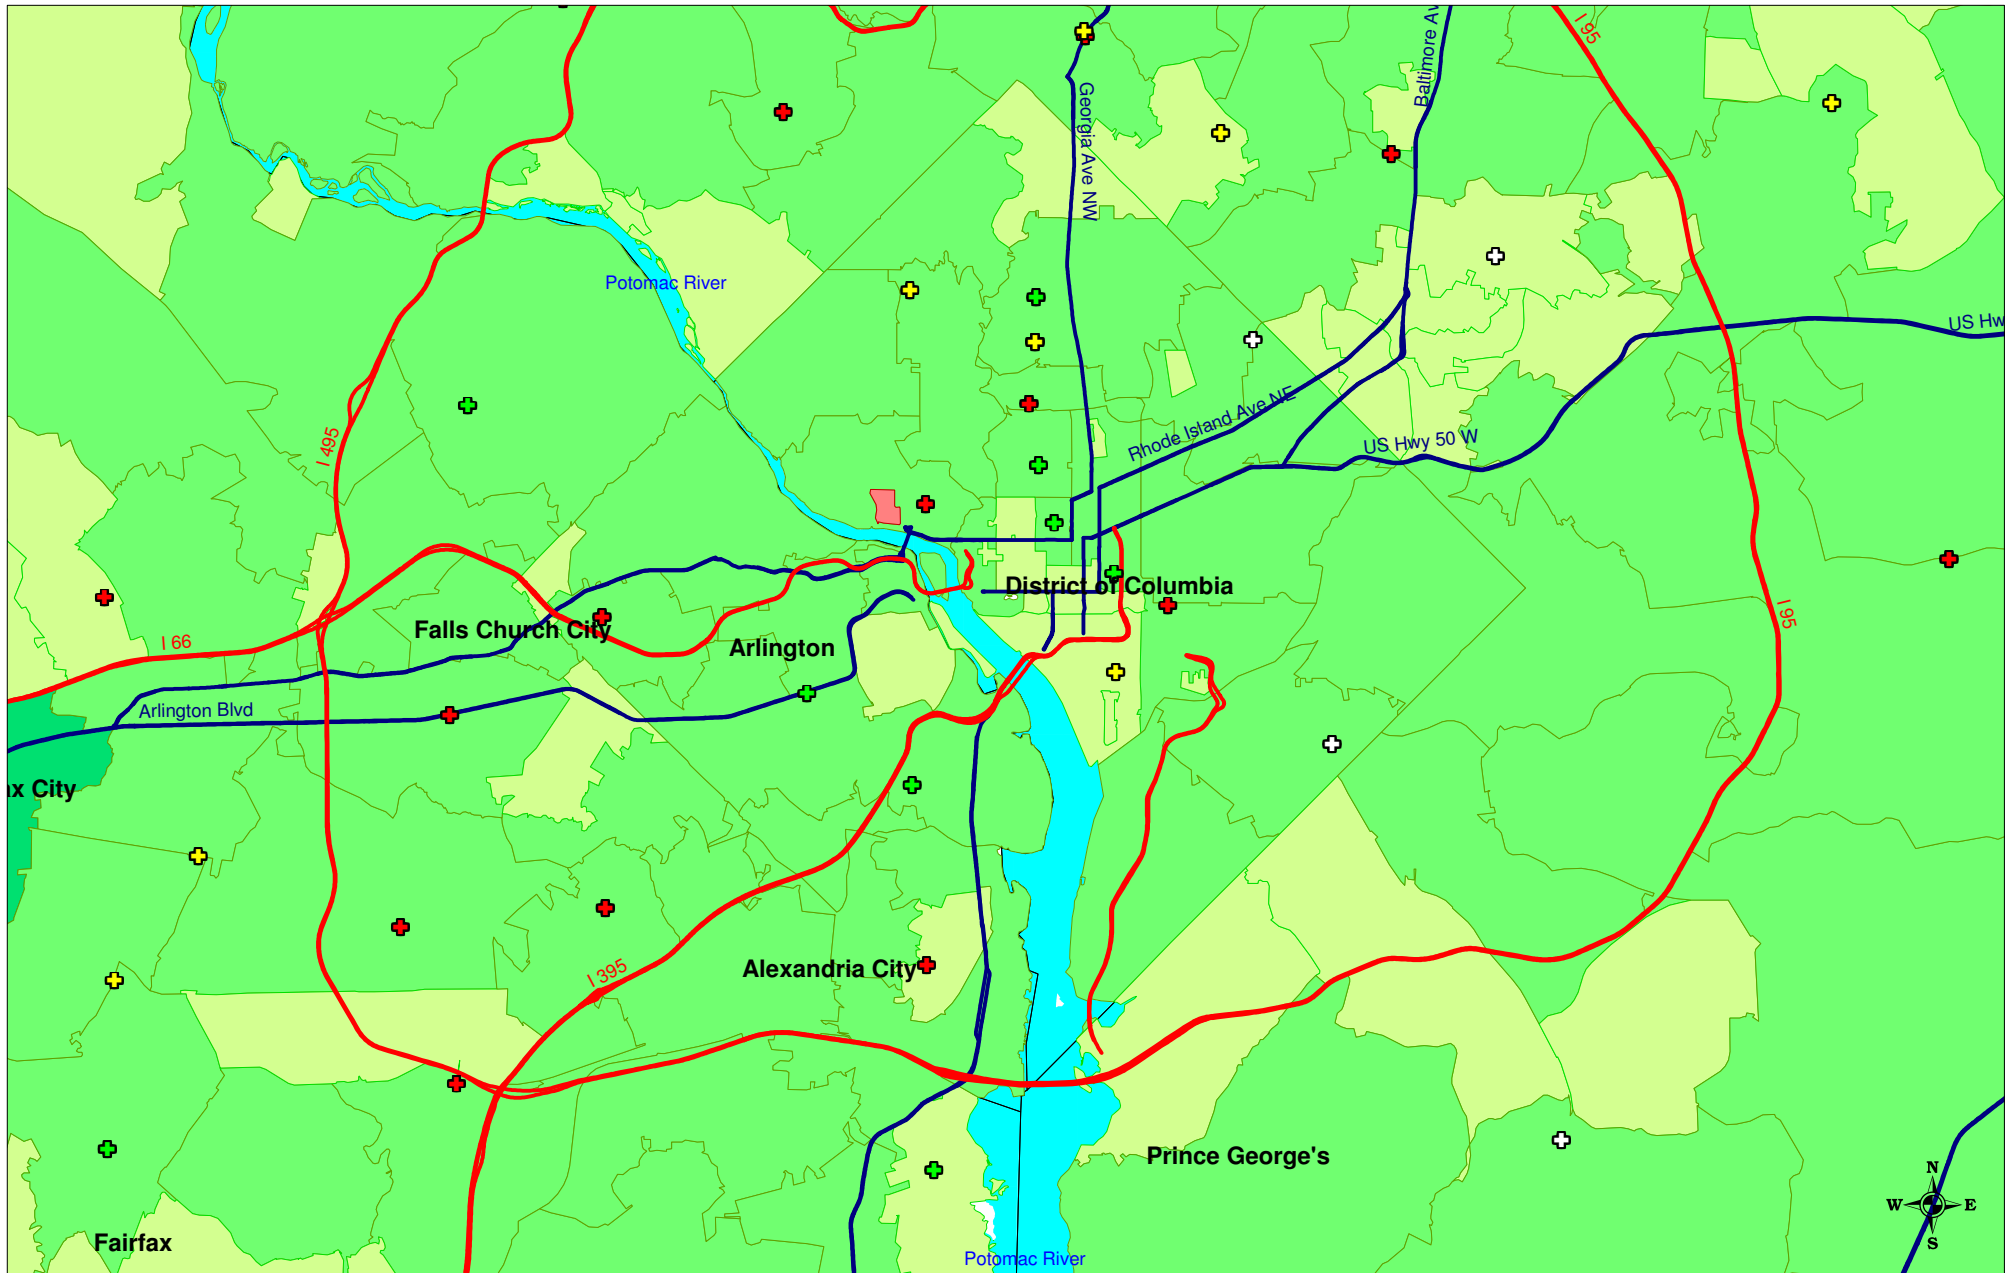 I 95
Baltimore Av
Georgia Ave NW
Potomac River
US Hw
I 495
Rhode Island Ave NE
US Hwy 50 W
District of Columbia
I 95
Falls Church City
I 66
Arlington
Arlington Blvd
ax City
Alexandria City
I 395
Prince George's
N
W
E
S
Fairfax
Potomac River